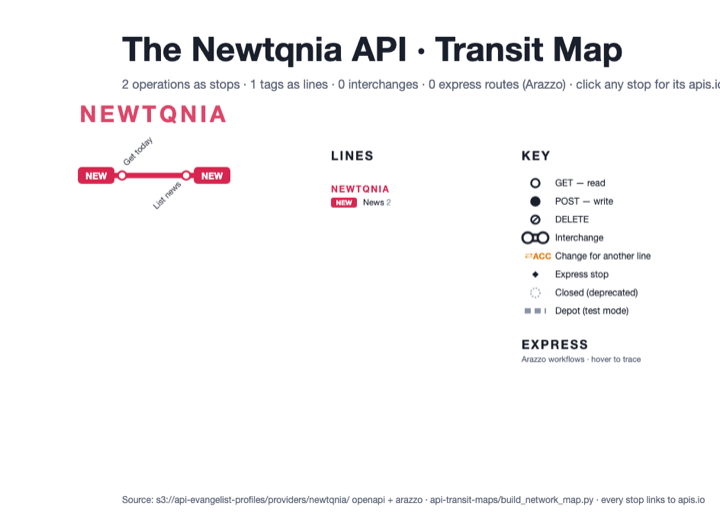 The Newtqnia API · Transit Map
2 operations as stops · 1 tags as lines · 0 interchanges · 0 express routes (Arazzo) · click any stop for its apis.io
NEWTQNIA
Get today
NEW
NEW
List news
LINES
NEWTQNIA
NEW News 2
KEY
GET — read
POST — write
DELETE
Interchange
⇄ACC Change for another line
Express stop
Closed (deprecated)
Depot (test mode)
EXPRESS
Arazzo workflows · hover to trace
Source: s3://api-evangelist-profiles/providers/newtqnia/ openapi + arazzo · api-transit-maps/build_network_map.py · every stop links to apis.io